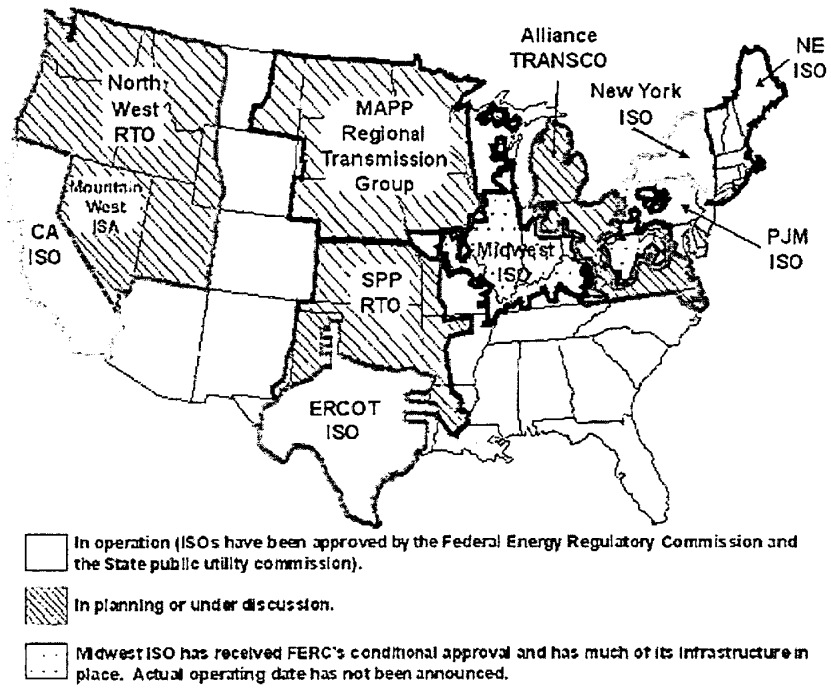 Alliance
TRANSCO
NE
ISO
New York
ISO
North
West
RTO
MAPP
Regional
Transmission
Group
Mountain
West
ISA
CA
ISO
Midwest
ISO
PJM
ISO
SPP
RTO
ERCOT
ISO
In operation (ISOs have been approved by the Federal Energy Regulatory Commission and
the State public utility commission).
In planning or under discussion.
Midwest ISO has received FERC's conditional approval and has much of its infrastructure in
place. Actual operating date has not been announced.